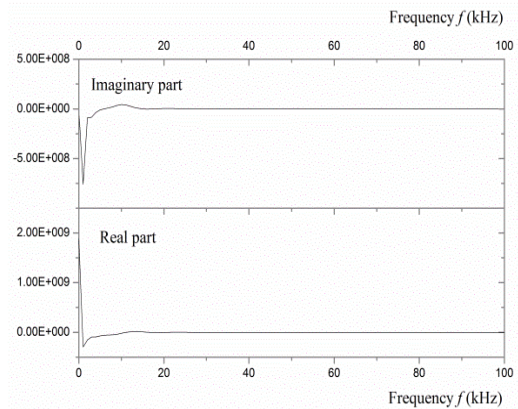 Frequency f (kHz)
0 20 40 60 80 100
5.00E+008
Imaginary part
0.00E+000
-5.00E+008
2.00E+009
Real part
1.00E+009
0.00E+000
0 20 40 60 80 100
Frequency f (kHz)